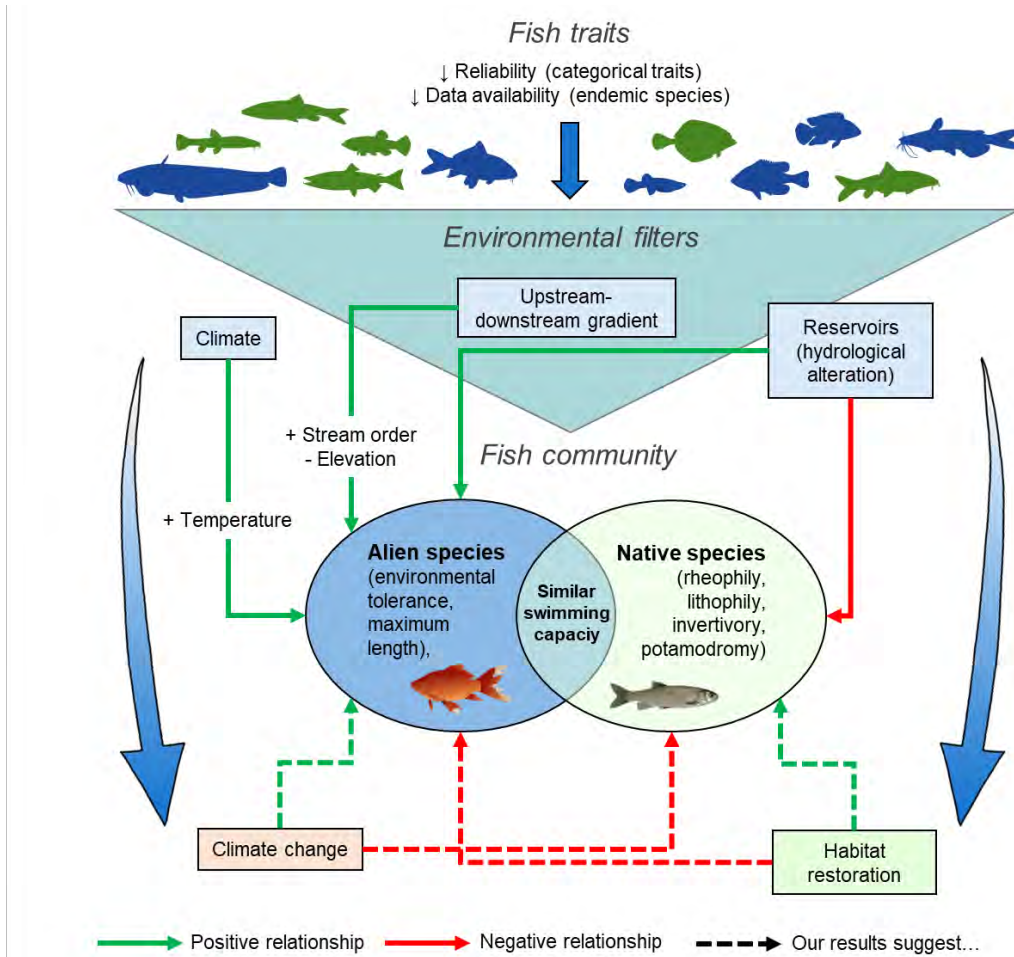 Fish traits
↓ Reliability (categorical traits)
↓ Data availability (endemic species)
Environmental filters
Upstream-
downstream gradient
Climate
Reservoirs
(hydrological
alteration)
+ Stream order
- Elevation
Fish community
+ Temperature
Alien species
(environmental
tolerance,
maximum
length),
Similar
swimming
capaciy
Native species
(rheophily,
lithophily,
invertivory,
potamodromy)
Climate change
Habitat
restoration
Positive relationship
Negative relationship
Our results suggest...